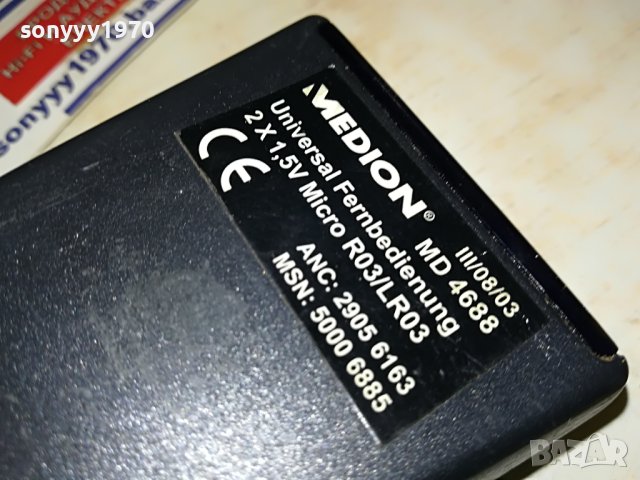 sonyyy1970
sonyyy1970
MEDION®
III/08/03
MD 4688
Universal Fernbedienung
2 X 1,5V Micro R03/LR03
CE
ANC: 2905 6163
MSN: 5000 6885
sonyyy1970
BAZAR